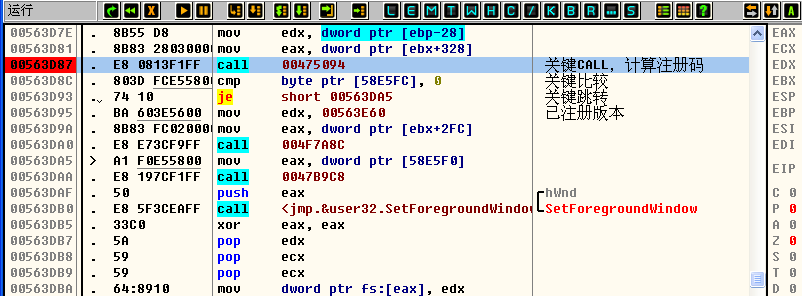 运行 L E M T W H C / K B R ... S
00563D7E . 8B55 D8 mov edx, dword ptr [ebp-28] EAX
00563D81 . 8B83 28030000 mov eax, dword ptr [ebx+328] ECX
00563D87 . E8 0813F1FF call 00475094 关键CALL，计算注册码 EDX
00563D8C . 803D FCE55800 cmp byte ptr [58E5FC], 0 关键比较 EBX
00563D93 . 74 10 je short 00563DA5 关键跳转 ESP
00563D95 . BA 603E5600 mov edx, 00563E60 已注册版本 EBP
00563D9A . 8B83 FC020000 mov eax, dword ptr [ebx+2FC] ESI
00563DA0 . E8 E73CF9FF call 004F7A8C EDI
00563DA5 > A1 F0E55800 mov eax, dword ptr [58E5F0]
00563DAA . E8 197CF1FF call 0047B9C8 EIP
00563DAF . 50 push eax hWnd C 0
00563DB0 . E8 5F3CEAFF call <jmp.&user32.SetForegroundWindow SetForegroundWindow P 0
00563DB5 . 33C0 xor eax, eax A 0
00563DB7 . 5A pop edx Z 0
00563DB8 . 59 pop ecx S 0
00563DB9 . 59 pop ecx T 0
00563DBA . 64:8910 mov dword ptr fs:[eax], edx D 0